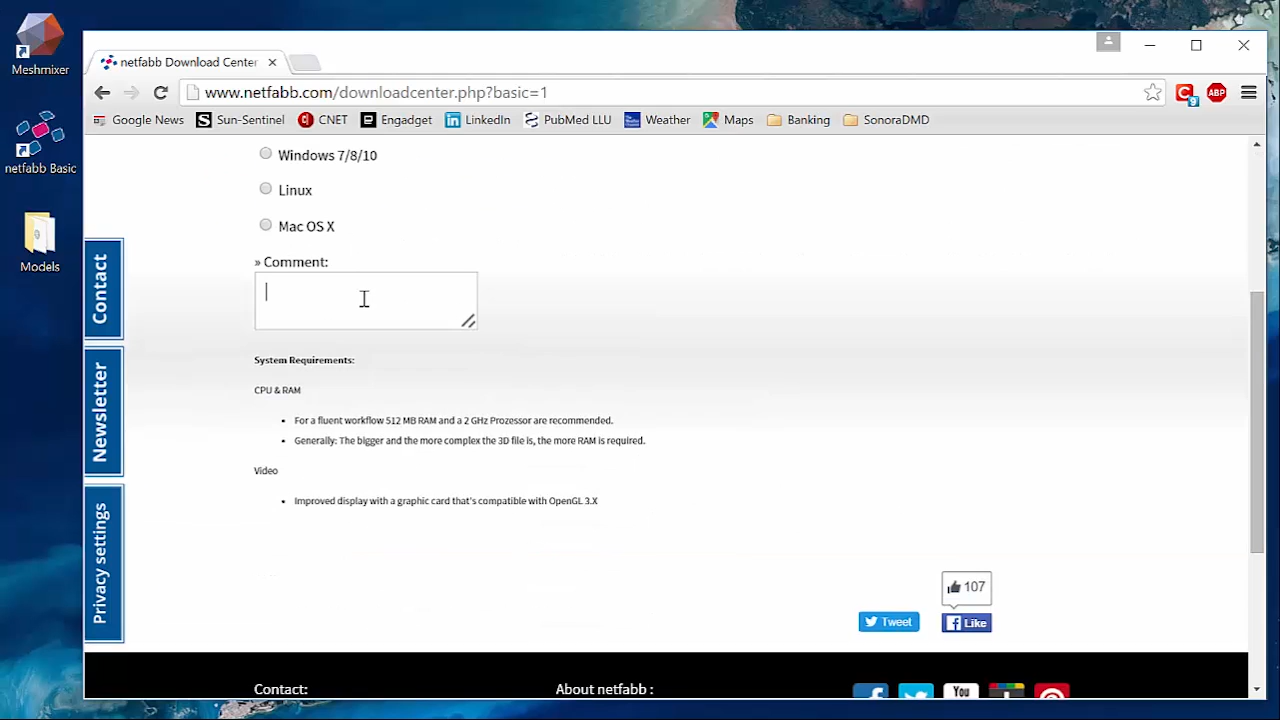 Meshmixer
netfabb Basic
Models
netfabb Download Center
www.netfabb.com/downloadcenter.php?basic=1
Google News
Sun-Sentinel
CNET
Engadget
LinkedIn
PubMed LLU
Weather
Maps
Banking
SonoraDMD
ABP
9
Windows 7/8/10
Linux
Mac OS X
» Comment:
System Requirements:
CPU & RAM
• For a fluent workflow 512 MB RAM and a 2 GHz Prozessor are recommended.
• Generally: The bigger and the more complex the 3D file is, the more RAM is required.
Video
• Improved display with a graphic card that's compatible with OpenGL 3.X
Contact
Newsletter
Privacy settings
107
Tweet
Like
Contact:
About netfabb :
You